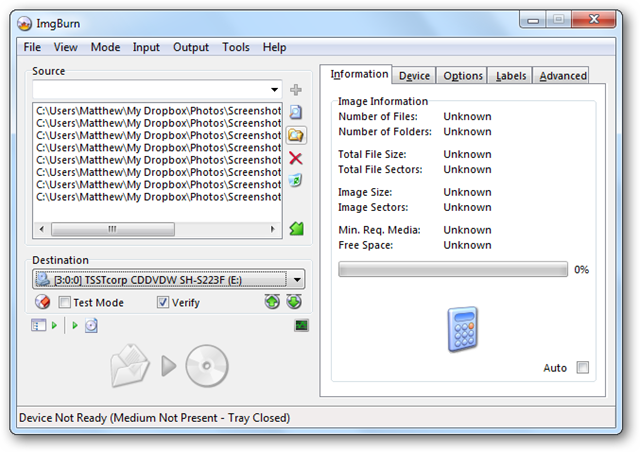 ImgBurn
File View Mode Input Output Tools Help
Source
C:\Users\Matthew\My Dropbox\Photos\Screenshot
C:\Users\Matthew\My Dropbox\Photos\Screenshot
C:\Users\Matthew\My Dropbox\Photos\Screenshot
C:\Users\Matthew\My Dropbox\Photos\Screenshot
C:\Users\Matthew\My Dropbox\Photos\Screenshot
C:\Users\Matthew\My Dropbox\Photos\Screenshot
C:\Users\Matthew\My Dropbox\Photos\Screenshot
C:\Users\Matthew\My Dropbox\Photos\Screenshot
Destination
[3:0:0] TSSTcorp CDDVDW SH-S223F (E:)
Test Mode Verify
Information Device Options Labels Advanced
Image Information
Number of Files: Unknown
Number of Folders: Unknown
Total File Size: Unknown
Total File Sectors: Unknown
Image Size: Unknown
Image Sectors: Unknown
Min. Req. Media: Unknown
Free Space: Unknown
0%
Auto
Device Not Ready (Medium Not Present - Tray Closed)